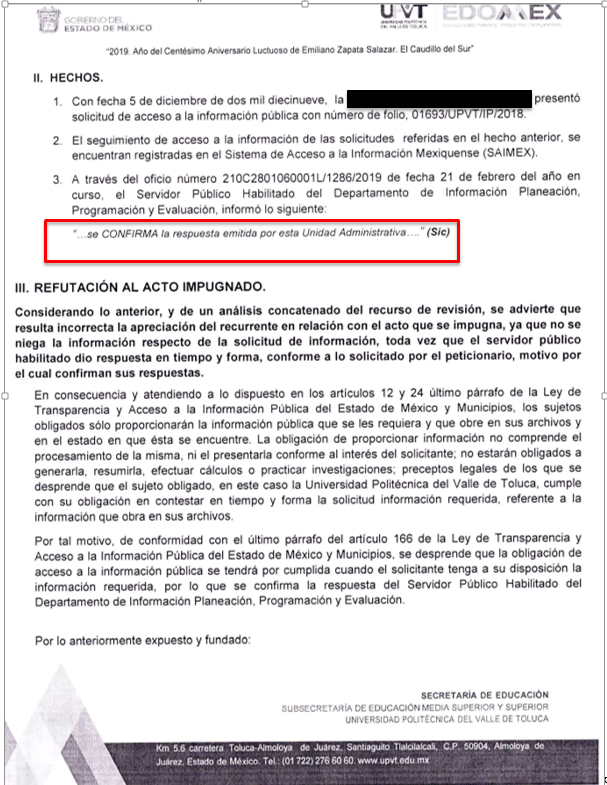 GOBIERNO DEL
ESTADO DE MÉXICO
UPVT
UNIVERSIDAD POLITÉCNICA
DEL VALLE DE TOLUCA
EDOMEX
"2019. Año del Centésimo Aniversario Luctuoso de Emiliano Zapata Salazar. El Caudillo del Sur"
II. HECHOS.
1. Con fecha 5 de diciembre de dos mil diecinueve, la presentó
solicitud de acceso a la información pública con número de folio, 01693/UPVT/IP/2018.
2. El seguimiento de acceso a la información de las solicitudes referidas en el hecho anterior, se
encuentran registradas en el Sistema de Acceso a la Información Mexiquense (SAIMEX).
3. A través del oficio número 210C2801060001L/1286/2019 de fecha 21 de febrero del año en
curso, el Servidor Público Habilitado del Departamento de Información Planeación,
Programación y Evaluación, informó lo siguiente:
"...se CONFIRMA la respuesta emitida por esta Unidad Administrativa...." (Sic)
III. REFUTACIÓN AL ACTO IMPUGNADO.
Considerando lo anterior, y de un análisis concatenado del recurso de revisión, se advierte que
resulta incorrecta la apreciación del recurrente en relación con el acto que se impugna, ya que no se
niega la información respecto de la solicitud de información, toda vez que el servidor público
habilitado dio respuesta en tiempo y forma, conforme a lo solicitado por el peticionario, motivo por
el cual confirman sus respuestas.
En consecuencia y atendiendo a lo dispuesto en los artículos 12 y 24 último párrafo de la Ley de
Transparencia y Acceso a la Información Pública del Estado de México y Municipios, los sujetos
obligados sólo proporcionarán la información pública que se les requiera y que obre en sus archivos y
en el estado en que ésta se encuentre. La obligación de proporcionar información no comprende el
procesamiento de la misma, ni el presentarla conforme al interés del solicitante; no estarán obligados a
generarla, resumirla, efectuar cálculos o practicar investigaciones; preceptos legales de los que se
desprende que el sujeto obligado, en este caso la Universidad Politécnica del Valle de Toluca, cumple
con su obligación en contestar en tiempo y forma la solicitud información requerida, referente a la
información que obra en sus archivos.
Por tal motivo, de conformidad con el último párrafo del artículo 166 de la Ley de Transparencia y
Acceso a la Información Pública del Estado de México y Municipios, se desprende que la obligación de
acceso a la información pública se tendrá por cumplida cuando el solicitante tenga a su disposición la
información requerida, por lo que se confirma la respuesta del Servidor Público Habilitado del
Departamento de Información Planeación, Programación y Evaluación.
Por lo anteriormente expuesto y fundado:
SECRETARÍA DE EDUCACIÓN
SUBSECRETARÍA DE EDUCACIÓN MEDIA SUPERIOR Y SUPERIOR
UNIVERSIDAD POLITÉCNICA DEL VALLE DE TOLUCA
Km 5.6 carretera Toluca-Almoloya de Juárez, Santiaguito Tlalcilalcali, C.P. 50904, Almoloya de
Juárez, Estado de México. Tel.: (01 722) 276 60 60. www.upvt.edu.mx